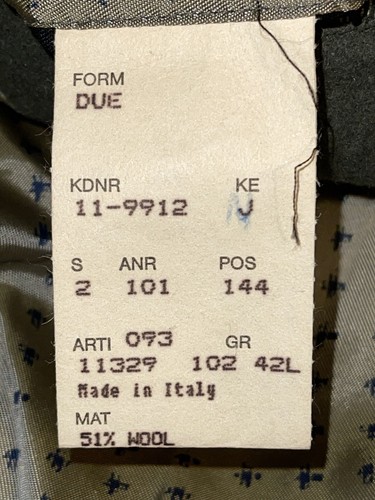 FORM
DUE
KDNR KE
11-9912 J
S ANR POS
2 101 144
ARTI 093 GR
11329 102 42L
Made in Italy
MAT
51% WOOL